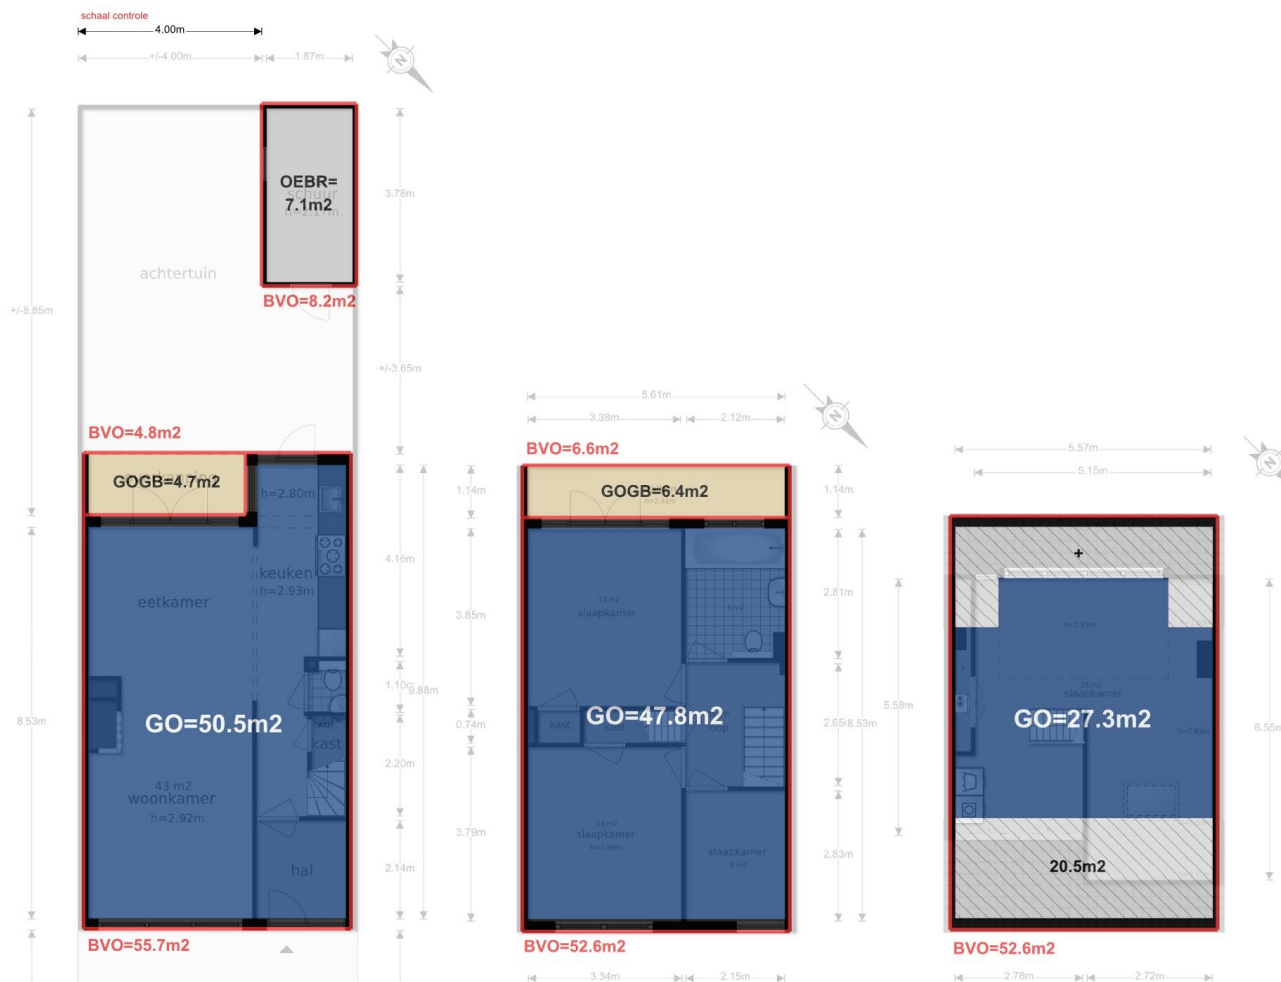 schaal controle
4.00m
+/-4.00m
1.87m
N
OEBR=
schuur
7.1m2
h=2.17m
3.78m
achtertuin
BVO=8.2m2
+/-8.85m
+/-3.65m
BVO=4.8m2
GOGB=4.7m2
h=2.80m
4.16m
keuken
h=2.93m
eetkamer
1.10m
9.88m
8.53m
GO=50.5m2
kast
2.20m
43 m2
woonkamer
h=2.92m
hal
2.14m
BVO=55.7m2
N
5.61m
3.38m
2.12m
BVO=6.6m2
1.14m
GOGB=6.4m2
1.14m
3.85m
slaapkamer
2.81m
0.74m
kast
GO=47.8m2
2.65m
8.53m
3.79m
slaapkamer
slaapkamer
2.83m
BVO=52.6m2
3.34m
2.15m
N
5.57m
5.15m
+
5.58m
slaapkamer
GO=27.3m2
6.55m
20.5m2
BVO=52.6m2
2.78m
2.72m